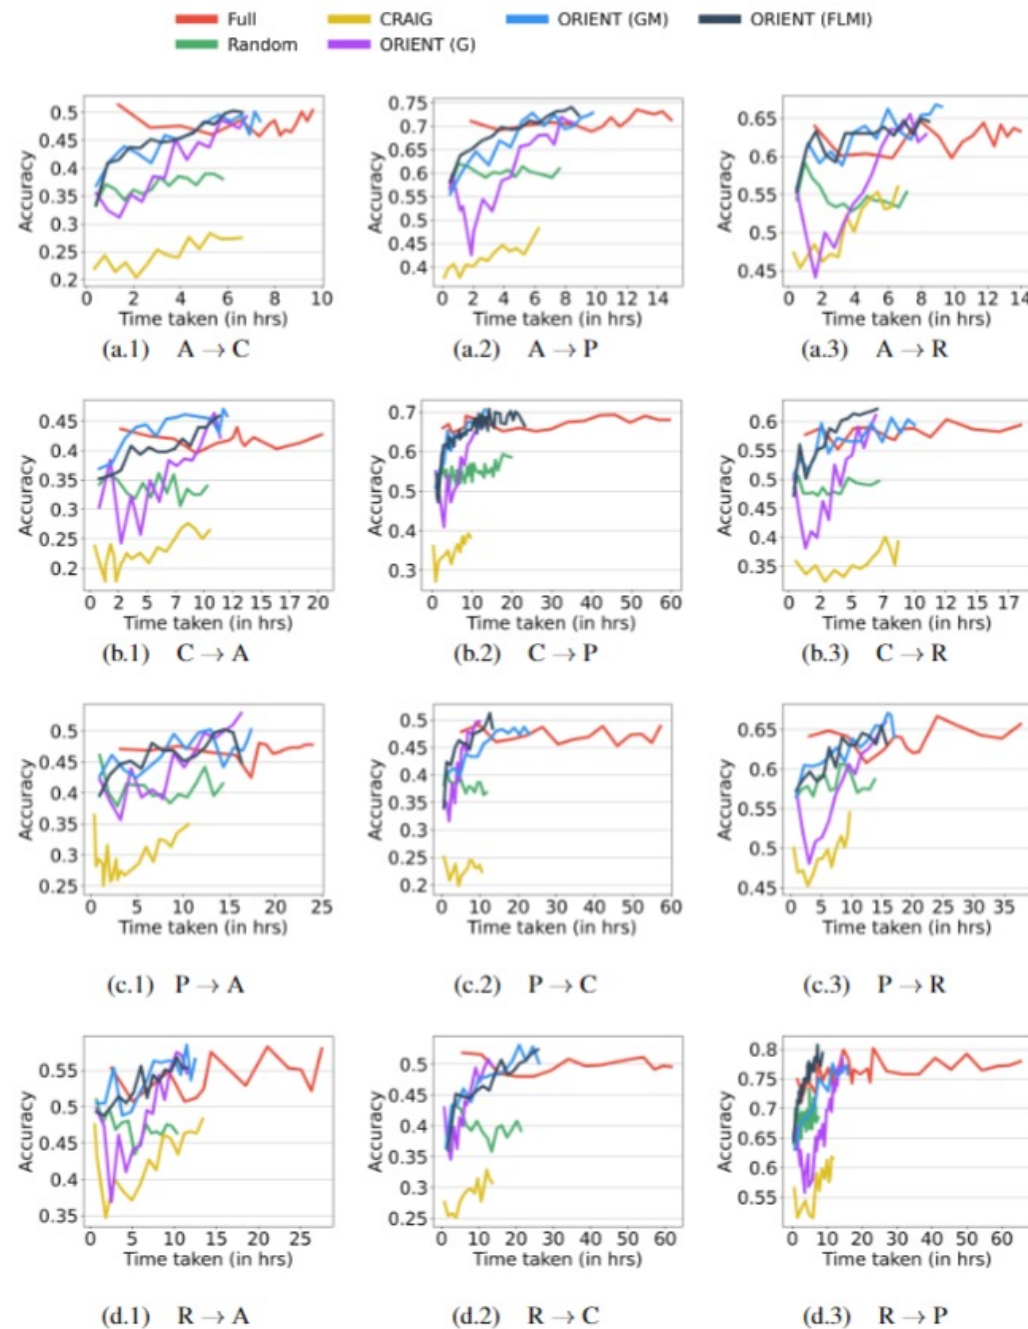 Full CRAIG ORIENT (GM) ORIENT (FLMI)
Random ORIENT (G)
Accuracy
0.5
0.45
0.4
0.35
0.3
0.25
0.2
0 2 4 6 8 10
Time taken (in hrs)
(a.1) A → C
Accuracy
0.75
0.7
0.65
0.6
0.55
0.5
0.45
0.4
0 2 4 6 8 10 12 14
Time taken (in hrs)
(a.2) A → P
Accuracy
0.65
0.6
0.55
0.5
0.45
0 2 4 6 8 10 12 14
Time taken (in hrs)
(a.3) A → R
Accuracy
0.45
0.4
0.35
0.3
0.25
0.2
0 2 5 7 10 12 15 17 20
Time taken (in hrs)
(b.1) C → A
Accuracy
0.7
0.6
0.5
0.4
0.3
0 10 20 30 40 50 60
Time taken (in hrs)
(b.2) C → P
Accuracy
0.6
0.55
0.5
0.45
0.4
0.35
0 2 5 7 10 12 15 17
Time taken (in hrs)
(b.3) C → R
Accuracy
0.5
0.45
0.4
0.35
0.3
0.25
0 5 10 15 20 25
Time taken (in hrs)
(c.1) P → A
Accuracy
0.5
0.45
0.4
0.35
0.3
0.25
0.2
0 10 20 30 40 50 60
Time taken (in hrs)
(c.2) P → C
Accuracy
0.65
0.6
0.55
0.5
0.45
0 5 10 15 20 25 30 35
Time taken (in hrs)
(c.3) P → R
Accuracy
0.55
0.5
0.45
0.4
0.35
0 5 10 15 20 25
Time taken (in hrs)
(d.1) R → A
Accuracy
0.5
0.45
0.4
0.35
0.3
0.25
0 10 20 30 40 50 60
Time taken (in hrs)
(d.2) R → C
Accuracy
0.8
0.75
0.7
0.65
0.6
0.55
0 10 20 30 40 50 60
Time taken (in hrs)
(d.3) R → P